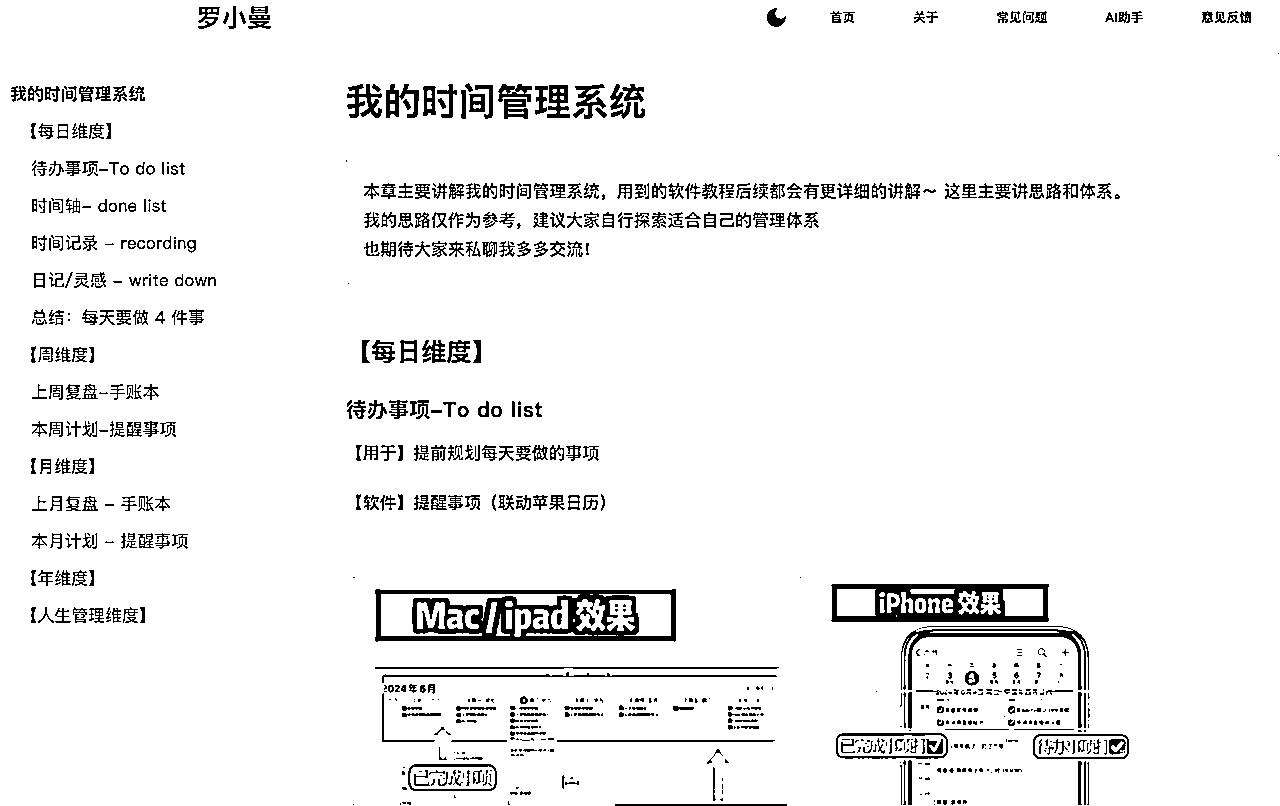 罗小曼
首页
关于
常见问题
AI助手
意见反馈
我的时间管理系统
【每日维度】
待办事项-To do list
时间轴- done list
时间记录 - recording
日记/灵感 - write down
总结：每天要做 4 件事
【周维度】
上周复盘-手账本
本周计划-提醒事项
【月维度】
上月复盘 - 手账本
本月计划 - 提醒事项
【年维度】
【人生管理维度】
我的时间管理系统
本章主要讲解我的时间管理系统，用到的软件教程后续都会有更详细的讲解～ 这里主要讲思路和体系。
我的思路仅作为参考，建议大家自行探索适合自己的管理体系
也期待大家来私聊我多多交流！
【每日维度】
待办事项-To do list
【用于】提前规划每天要做的事项
【软件】提醒事项（联动苹果日历）
Mac/ipad 效果
iPhone 效果
2024年6月
已完成事项